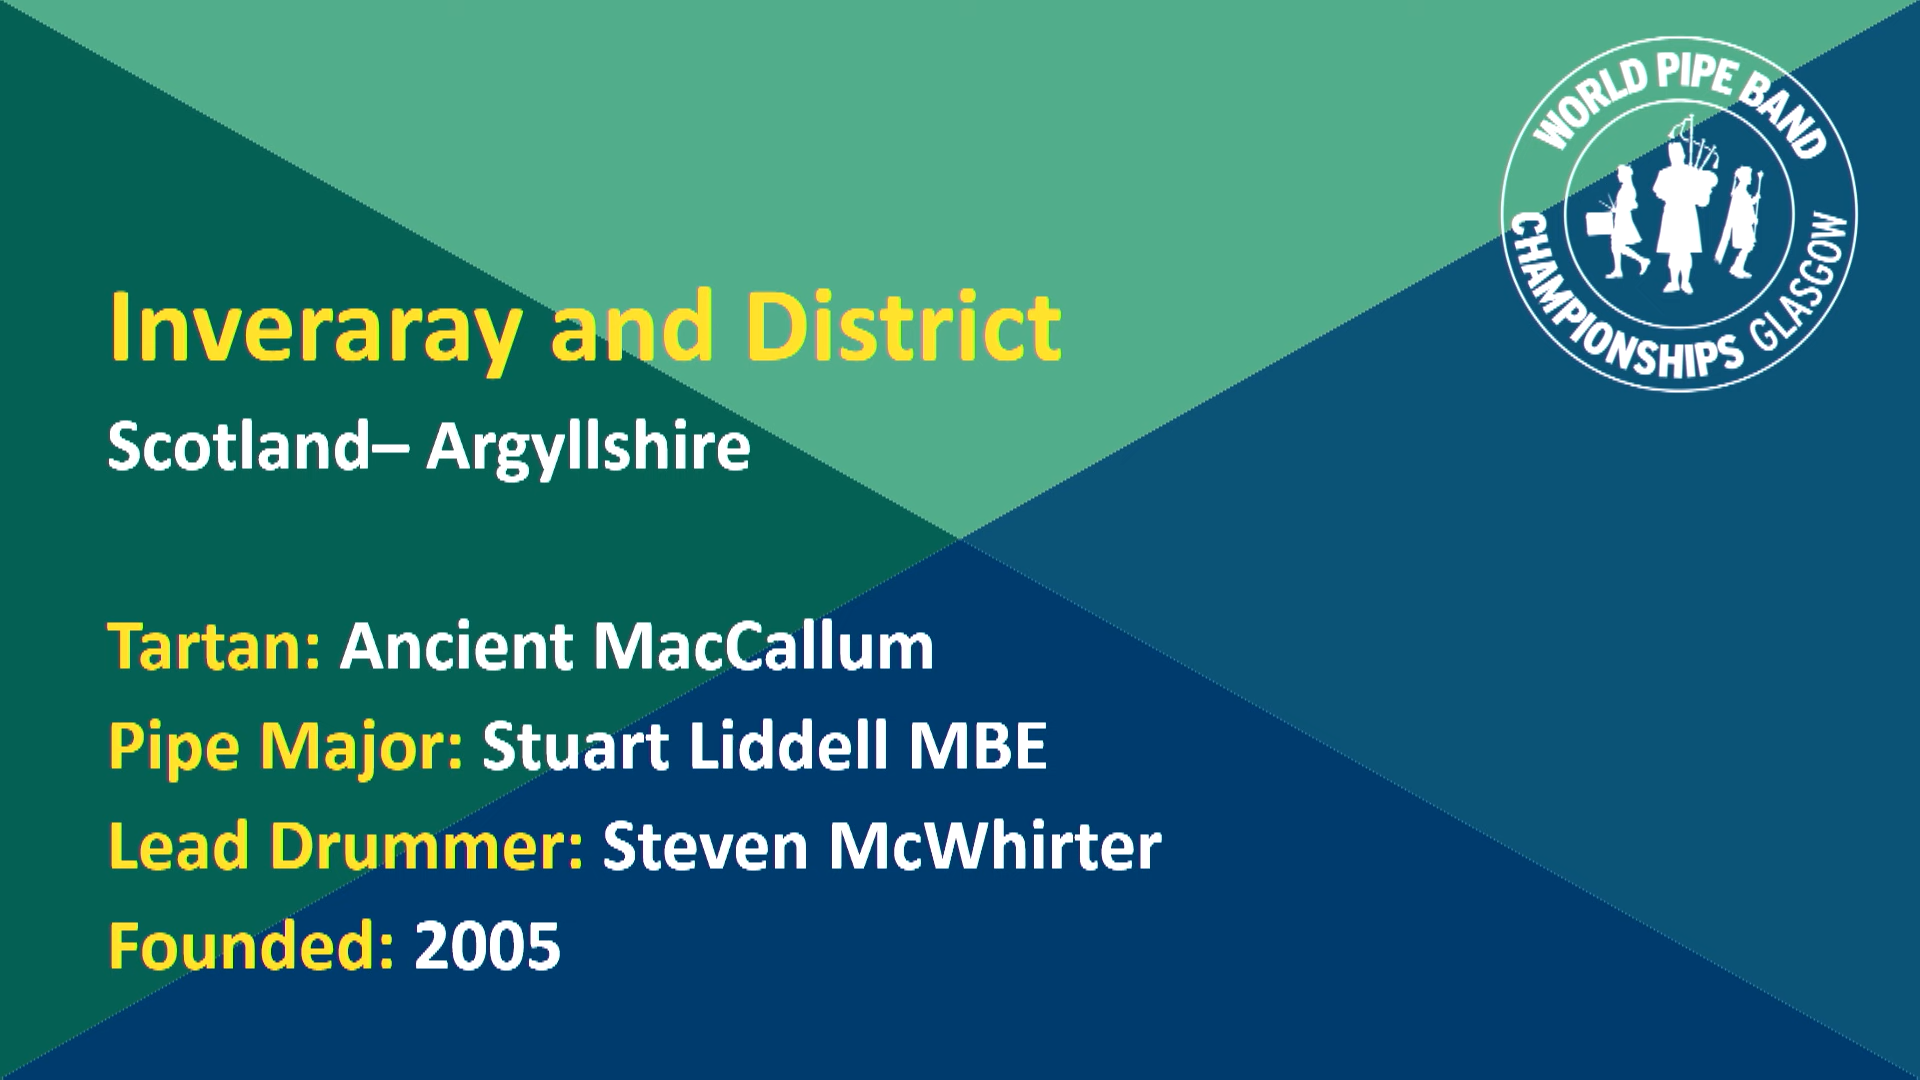 WORLD PIPE BAND
CHAMPIONSHIPS GLASGOW
Inveraray and District
Scotland– Argyllshire
Tartan: Ancient MacCallum
Pipe Major: Stuart Liddell MBE
Lead Drummer: Steven McWhirter
Founded: 2005